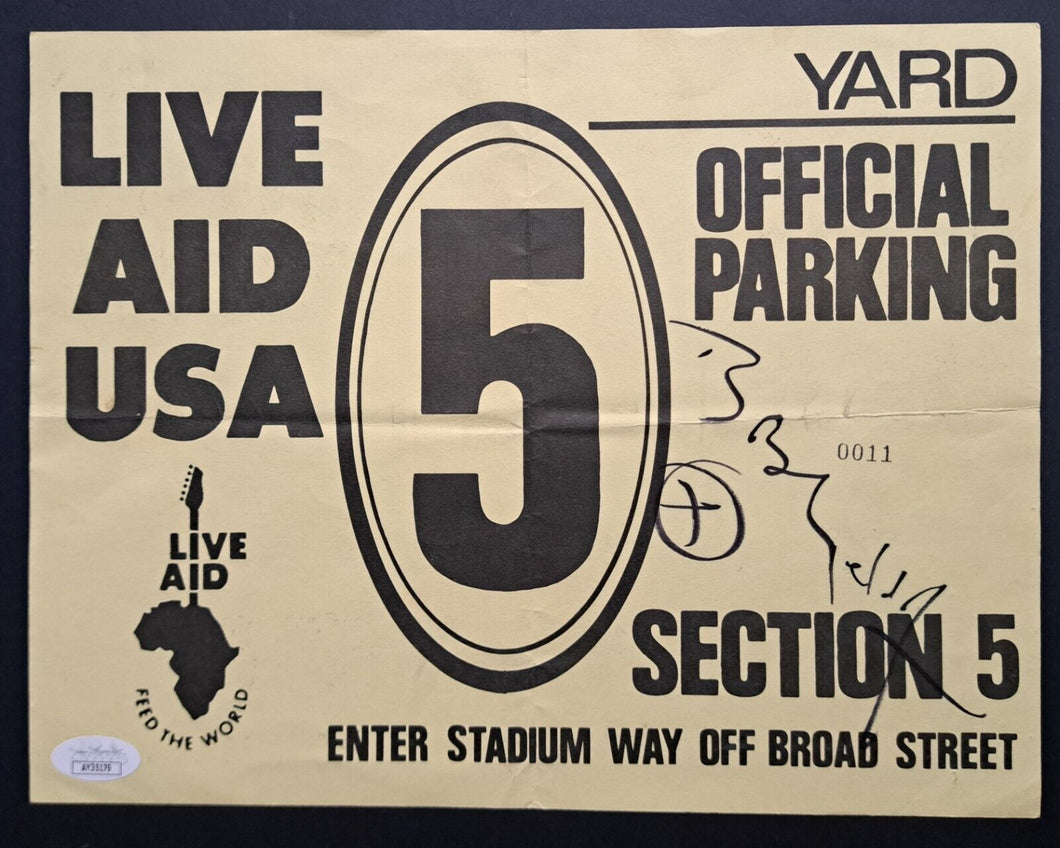 LIVE
AID
USA
LIVE
AID
FEED THE WORLD
AY35175
5
YARD
OFFICIAL
PARKING
0011
SECTION 5
ENTER STADIUM WAY OFF BROAD STREET